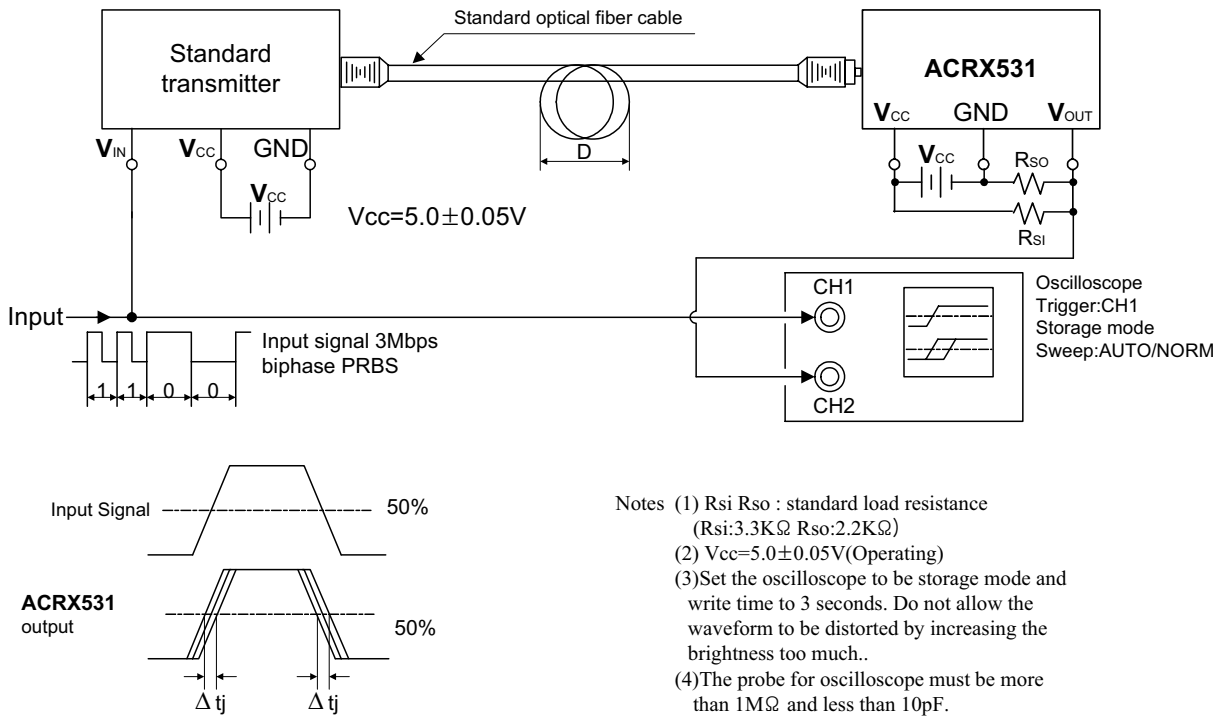 Standard optical fiber cable
Standard
transmitter
VIN
VCC
GND
VCC
Vcc=5.0±0.05V
D
ACRX531
VCC
GND
VOUT
VCC
RSO
RSI
Input
Input signal 3Mbps
biphase PRBS
1 1 0 0
CH1
CH2
Oscilloscope
Trigger:CH1
Storage mode
Sweep:AUTO/NORM
Input Signal
50%
ACRX531
output
50%
Δ tj
Δ tj
Notes (1) Rsi Rso : standard load resistance
(Rsi:3.3KΩ Rso:2.2KΩ)
(2) Vcc=5.0±0.05V(Operating)
(3)Set the oscilloscope to be storage mode and
write time to 3 seconds. Do not allow the
waveform to be distorted by increasing the
brightness too much..
(4)The probe for oscilloscope must be more
than 1MΩ and less than 10pF.